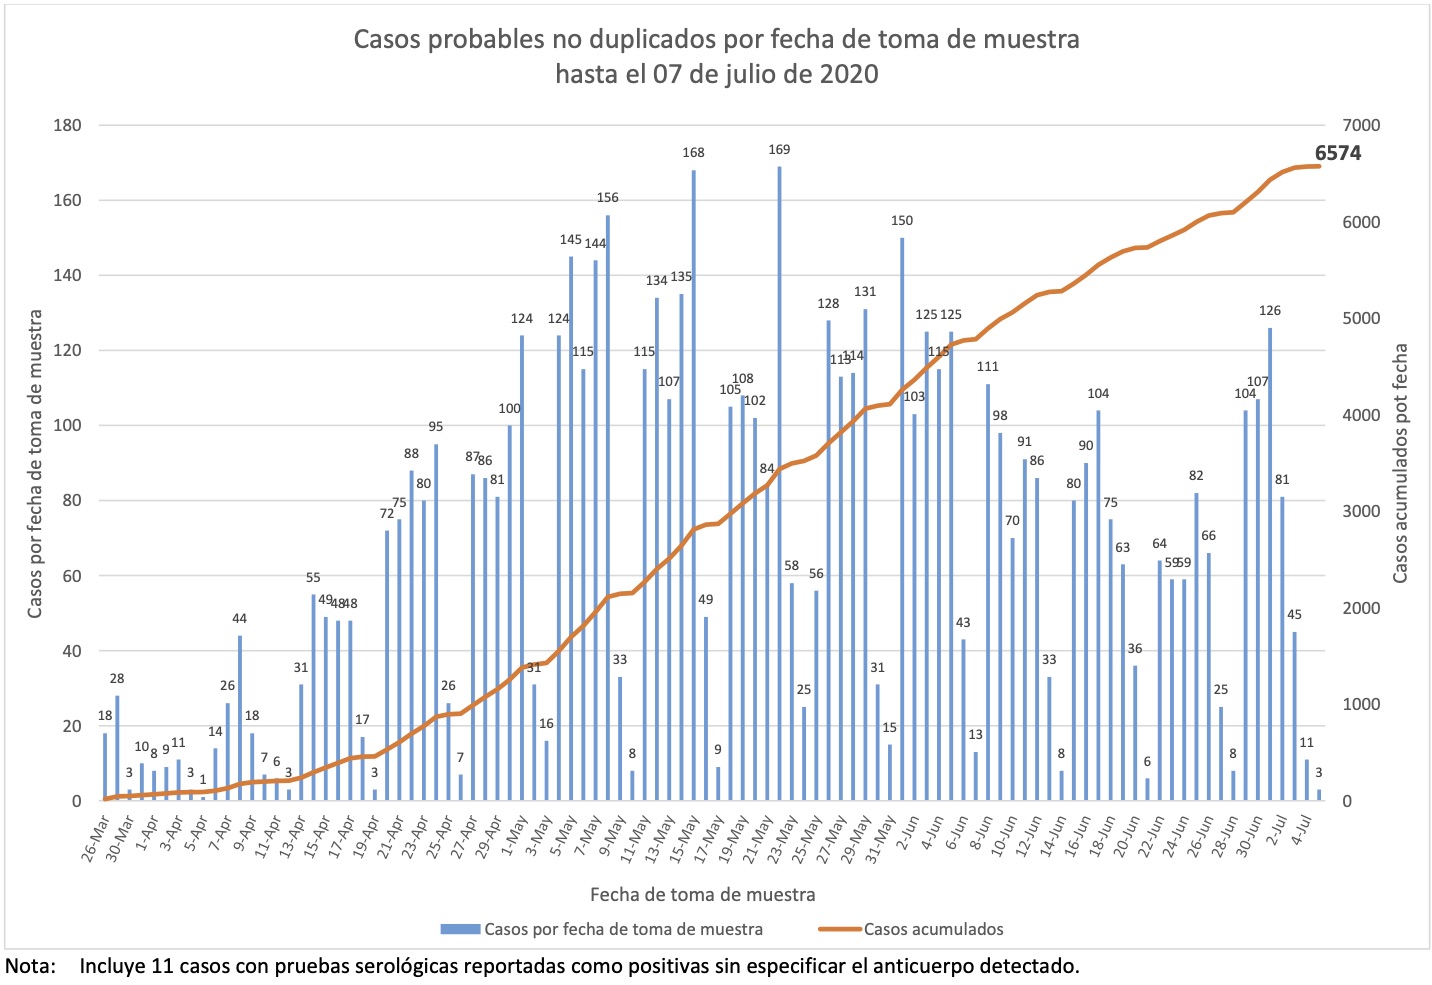 Casos probables no duplicados por fecha de toma de muestra
hasta el 07 de julio de 2020
180
160
140
120
100
80
60
40
20
0
Casos por fecha de toma de muestra
7000
6000
5000
4000
3000
2000
1000
0
Casos acumulados pot fecha
6574
18
28
3
10
8
9
11
3
1
14
26
44
18
7
6
3
31
55
49
48
48
17
3
72
75
88
80
95
26
7
87
86
81
100
124
31
16
124
145
115
144
156
33
8
115
134
107
135
168
49
9
105
108
102
84
169
58
25
56
128
113
114
131
31
15
150
103
125
115
125
43
13
111
98
70
91
86
33
8
80
90
104
75
63
36
6
64
59
59
82
66
25
8
104
107
126
81
45
11
3
26-Mar
30-Mar
1-Apr
3-Apr
5-Apr
7-Apr
9-Apr
11-Apr
13-Apr
15-Apr
17-Apr
19-Apr
21-Apr
23-Apr
25-Apr
27-Apr
29-Apr
1-May
3-May
5-May
7-May
9-May
11-May
13-May
15-May
17-May
19-May
21-May
23-May
25-May
27-May
29-May
31-May
2-Jun
4-Jun
6-Jun
8-Jun
10-Jun
12-Jun
14-Jun
16-Jun
18-Jun
20-Jun
22-Jun
24-Jun
26-Jun
28-Jun
30-Jun
2-Jul
4-Jul
Fecha de toma de muestra
Casos por fecha de toma de muestra
Casos acumulados
Nota: Incluye 11 casos con pruebas serológicas reportadas como positivas sin especificar el anticuerpo detectado.